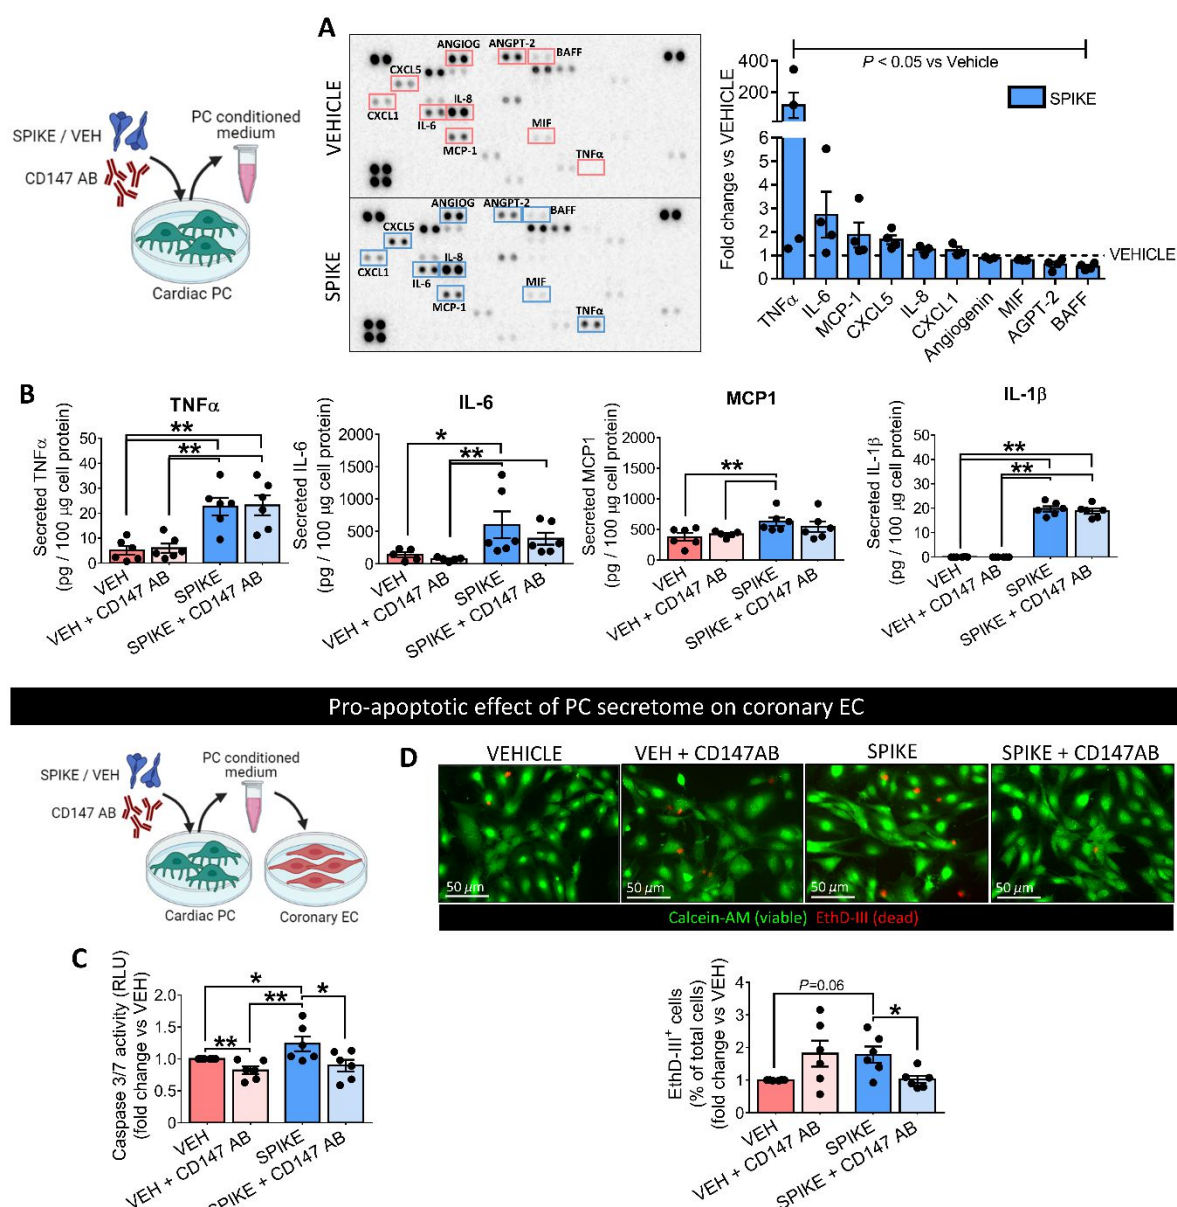 A
SPIKE / VEH
CD147 AB
PC conditioned
medium
Cardiac PC
VEHICLE
ANGIOG
ANGPT-2
BAFF
CXCL5
IL-8
CXCL1
IL-6
MIF
MCP-1
TNFα
SPIKE
ANGIOG
ANGPT-2
BAFF
CXCL5
CXCL1
IL-8
IL-6
MIF
MCP-1
TNFα
Fold change vs VEHICLE
400
200
6
6
4
2
1
0
P < 0.05 vs Vehicle
SPIKE
VEHICLE
TNFα
IL-6
MCP-1
CXCL5
IL-8
CXCL1
Angiogenin
MIF
AGPT-2
BAFF
B
TNFα
Secreted TNFα
(pg / 100 µg cell protein)
50
40
30
20
10
0
**
**
VEH
VEH + CD147 AB
SPIKE
SPIKE + CD147 AB
IL-6
Secreted IL-6
(pg / 100 µg cell protein)
2000
1500
1000
500
0
*
**
VEH
VEH + CD147 AB
SPIKE
SPIKE + CD147 AB
MCP1
Secreted MCP1
(pg / 100 µg cell protein)
2000
1500
1000
500
0
**
VEH
VEH + CD147 AB
SPIKE
SPIKE + CD147 AB
IL-1β
Secreted IL-1β
(pg / 100 µg cell protein)
50
40
30
20
10
0
**
**
VEH
VEH + CD147 AB
SPIKE
SPIKE + CD147 AB
Pro-apoptotic effect of PC secretome on coronary EC
SPIKE / VEH
CD147 AB
PC conditioned
medium
Cardiac PC
Coronary EC
D
VEHICLE
VEH + CD147AB
SPIKE
SPIKE + CD147AB
50 µm
50 µm
50 µm
50 µm
Calcein-AM (viable) EthD-III (dead)
C
Caspase 3/7 activity (RLU)
(fold change vs VEH)
2.0
1.5
1.0
0.5
0
*
*
**
**
VEH
VEH + CD147 AB
SPIKE
SPIKE + CD147 AB
EthD-III+ cells
(% of total cells)
(fold change vs VEH)
4
3
2
1
0
P=0.06
*
VEH
VEH + CD147 AB
SPIKE
SPIKE + CD147 AB